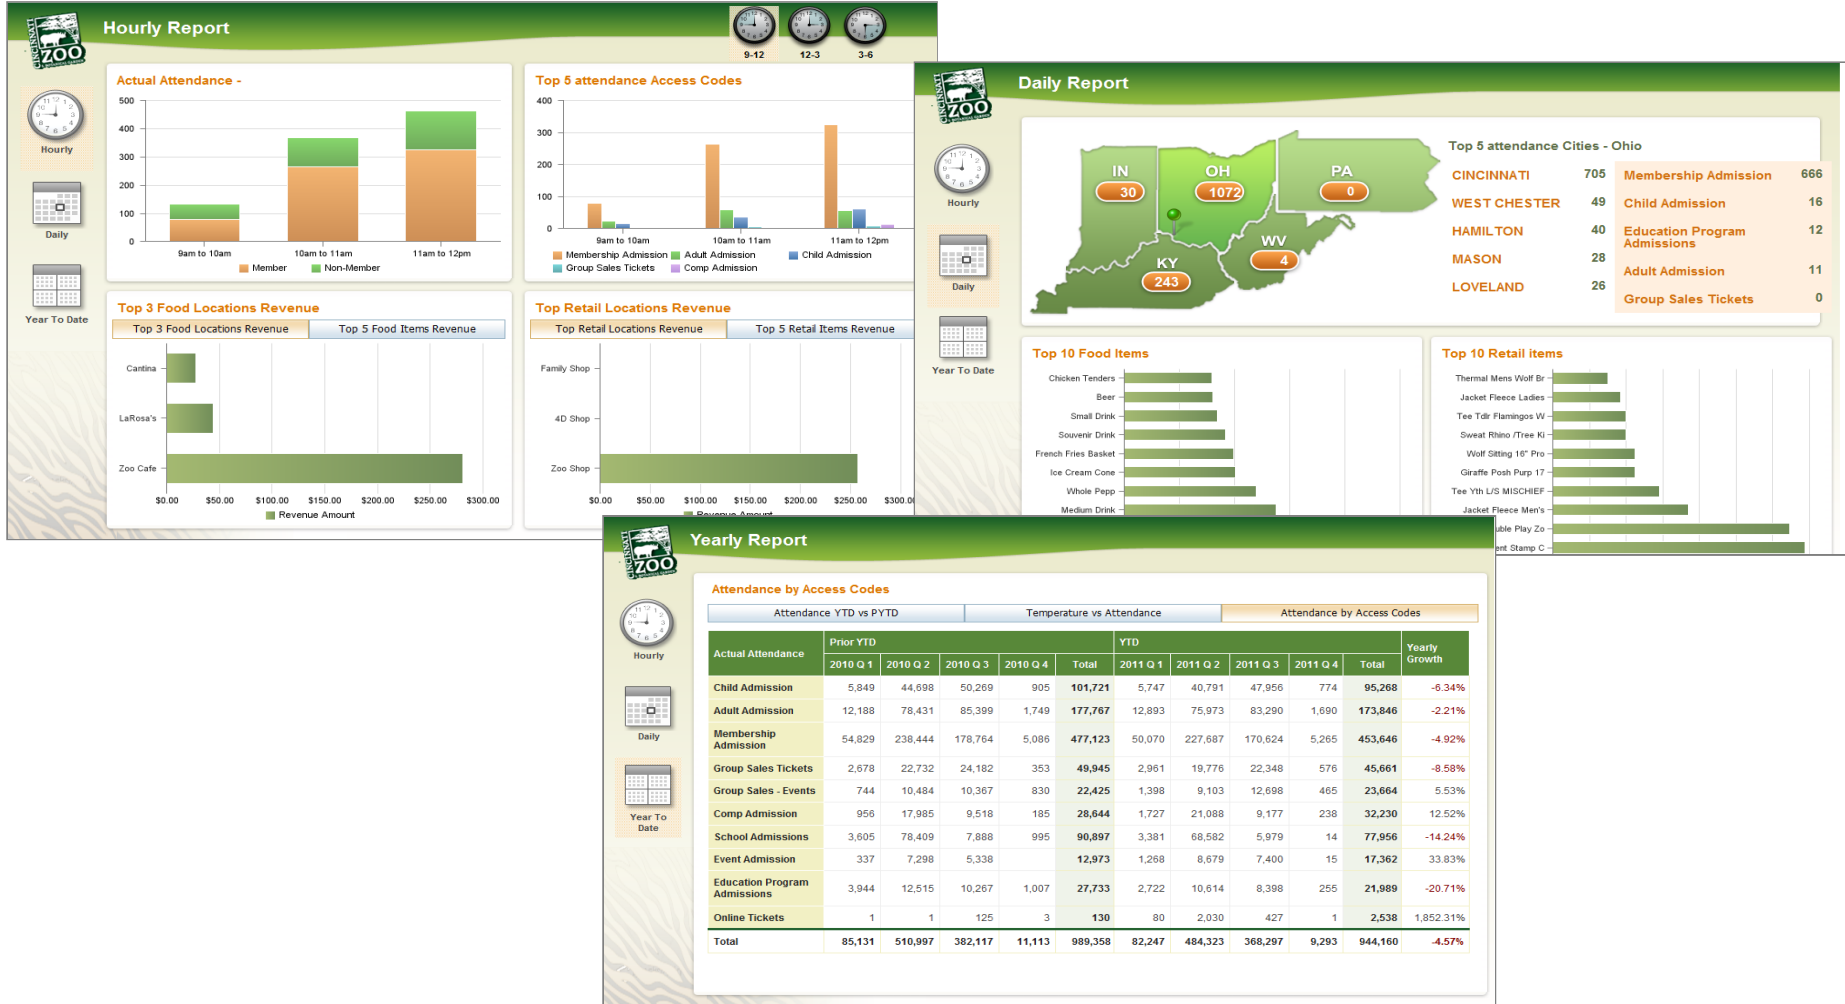 CINCINNATI
ZOO
Hourly Report
9-12 12-3 3-6
Hourly
Daily
Year To Date
Actual Attendance -
500
400
300
200
100
0
9am to 10am 10am to 11am 11am to 12pm
Member Non-Member
Top 5 attendance Access Codes
400
300
200
100
0
9am to 10am 10am to 11am 11am to 12pm
Membership Admission Adult Admission Child Admission
Group Sales Tickets Comp Admission
Top 3 Food Locations Revenue
Top 3 Food Locations Revenue Top 5 Food Items Revenue
Cantina
LaRosa's
Zoo Cafe
$0.00 $50.00 $100.00 $150.00 $200.00 $250.00 $300.00
Revenue Amount
Top Retail Locations Revenue
Top Retail Locations Revenue Top 5 Retail Items Revenue
Family Shop
4D Shop
Zoo Shop
$0.00 $50.00 $100.00 $150.00 $200.00 $250.00 $300.0
Revenue Amount
CINCINNATI
ZOO
Daily Report
Hourly
Daily
Year To Date
IN
30
OH
1072
PA
0
WV
4
KY
243
Top 5 attendance Cities - Ohio
CINCINNATI 705
WEST CHESTER 49
HAMILTON 40
MASON 28
LOVELAND 26
Membership Admission 666
Child Admission 16
Education Program
Admissions 12
Adult Admission 11
Group Sales Tickets 0
Top 10 Food Items
Chicken Tenders
Beer
Small Drink
Souvenir Drink
French Fries Basket
Ice Cream Cone
Whole Pepp
Medium Drink
Top 10 Retail items
Thermal Mens Wolf Br
Jacket Fleece Ladies
Tee Tdlr Flamingos W
Sweat Rhino /Tree Ki
Wolf Sitting 16" Pro
Giraffe Posh Purp 17
Tee Yth L/S MISCHIEF
Jacket Fleece Men's
uble Play Zo
ent Stamp C
CINCINNATI
ZOO
Yearly Report
Hourly
Daily
Year To
Date
Attendance by Access Codes
Attendance YTD vs PYTD Temperature vs Attendance Attendance by Access Codes
Actual Attendance Prior YTD YTD Yearly Growth
2010 Q 1 2010 Q 2 2010 Q 3 2010 Q 4 Total 2011 Q 1 2011 Q 2 2011 Q 3 2011 Q 4 Total
Child Admission 5,849 44,698 50,269 905 101,721 5,747 40,791 47,956 774 95,268 -6.34%
Adult Admission 12,188 78,431 85,399 1,749 177,767 12,893 75,973 83,290 1,690 173,846 -2.21%
Membership Admission 54,829 238,444 178,764 5,086 477,123 50,070 227,687 170,624 5,265 453,646 -4.92%
Group Sales Tickets 2,678 22,732 24,182 353 49,945 2,961 19,776 22,348 576 45,661 -8.58%
Group Sales - Events 744 10,484 10,367 830 22,425 1,398 9,103 12,698 465 23,664 5.53%
Comp Admission 956 17,985 9,518 185 28,644 1,727 21,088 9,177 238 32,230 12.52%
School Admissions 3,605 78,409 7,888 995 90,897 3,381 68,582 5,979 14 77,956 -14.24%
Event Admission 337 7,298 5,338 12,973 1,268 8,679 7,400 15 17,362 33.83%
Education Program Admissions 3,944 12,515 10,267 1,007 27,733 2,722 10,614 8,398 255 21,989 -20.71%
Online Tickets 1 1 125 3 130 80 2,030 427 1 2,538 1,852.31%
Total 85,131 510,997 382,117 11,113 989,358 82,247 484,323 368,297 9,293 944,160 -4.57%